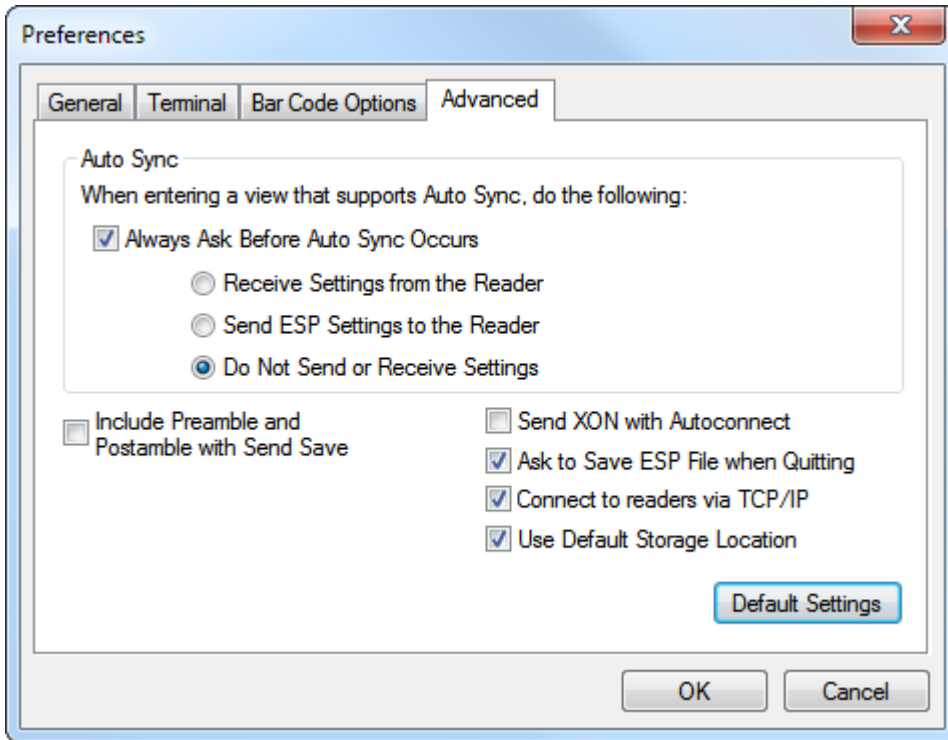 Preferences
General Terminal Bar Code Options Advanced
Auto Sync
When entering a view that supports Auto Sync, do the following:
Always Ask Before Auto Sync Occurs
Receive Settings from the Reader
Send ESP Settings to the Reader
Do Not Send or Receive Settings
Include Preamble and
Postamble with Send Save
Send XON with Autoconnect
Ask to Save ESP File when Quitting
Connect to readers via TCP/IP
Use Default Storage Location
Default Settings
OK Cancel